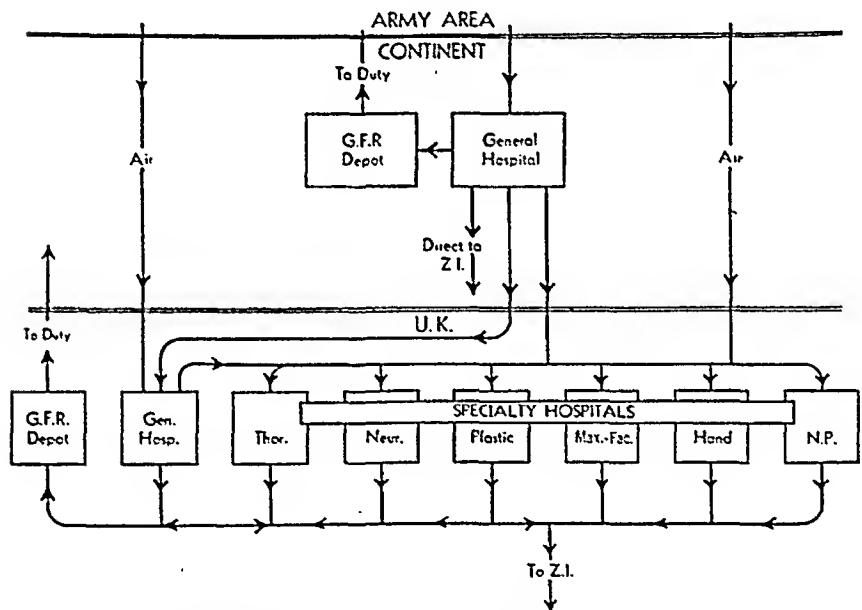 ARMY AREA
CONTINENT
To Duty
G.F.R
Depot
General
Hospital
Air
Air
Direct to
Z.I.
U.K.
To Duty
G.F.R.
Depot
Gen.
Hosp.
SPECIALTY HOSPITALS
Thor.
Neur.
Plastic
Max.-Fac.
Hand
N.P.
To Z.I.